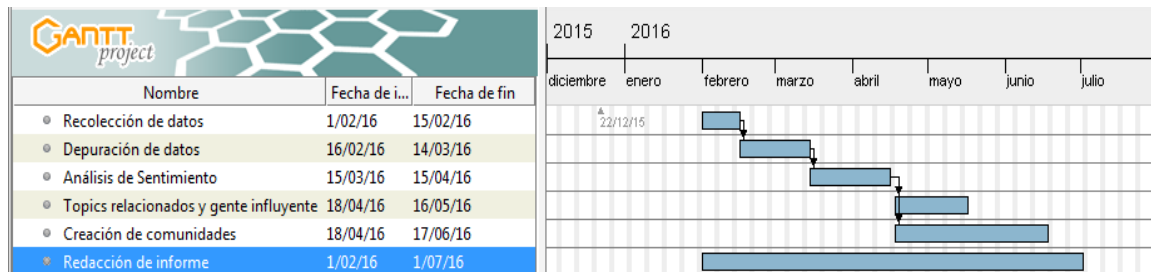 GANTT
project
2015 2016
diciembre enero febrero marzo abril mayo junio julio
Nombre Fecha de i... Fecha de fin
22/12/15
Recolección de datos 1/02/16 15/02/16
Depuración de datos 16/02/16 14/03/16
Análisis de Sentimiento 15/03/16 15/04/16
Topics relacionados y gente influyente 18/04/16 16/05/16
Creación de comunidades 18/04/16 17/06/16
Redacción de informe 1/02/16 1/07/16